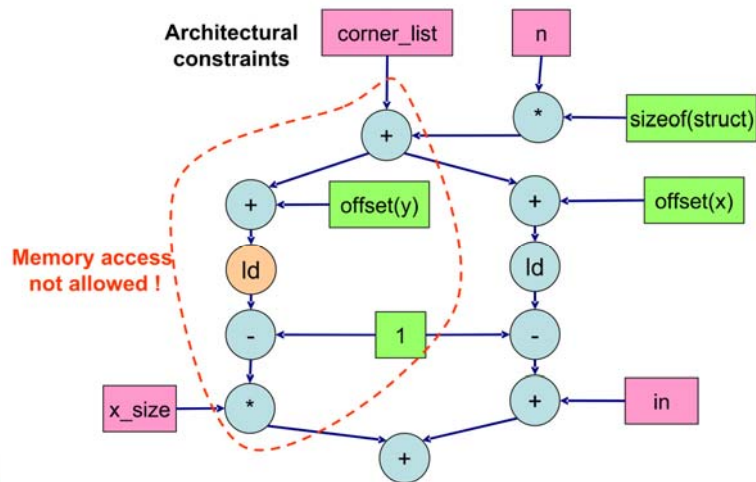 Architectural
constraints
corner_list
n
*
sizeof(struct)
+
+
offset(y)
+
offset(x)
Memory access
not allowed !
ld
ld
-
1
-
x_size
*
+
in
+